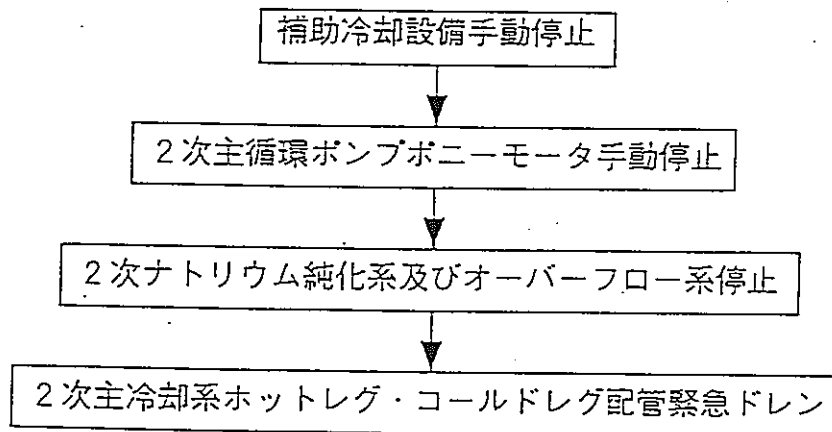 補助冷却設備手動停止
2次主循環ポンプポニーモータ手動停止
2次ナトリウム純化系及びオーバーフロー系停止
2次主冷却系ホットレグ・コールドレグ配管緊急ドレン